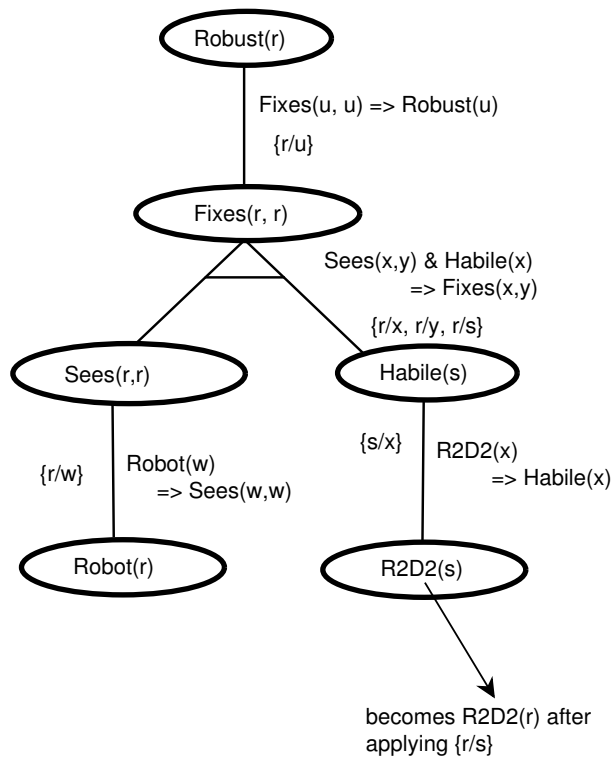 Robust(r)
Fixes(u, u) => Robust(u)
{r/u}
Fixes(r, r)
Sees(x,y) & Habile(x)
=> Fixes(x,y)
{r/x, r/y, r/s}
Sees(r,r)
Habile(s)
{r/w}
Robot(w)
=> Sees(w,w)
{s/x}
R2D2(x)
=> Habile(x)
Robot(r)
R2D2(s)
becomes R2D2(r) after
applying {r/s}